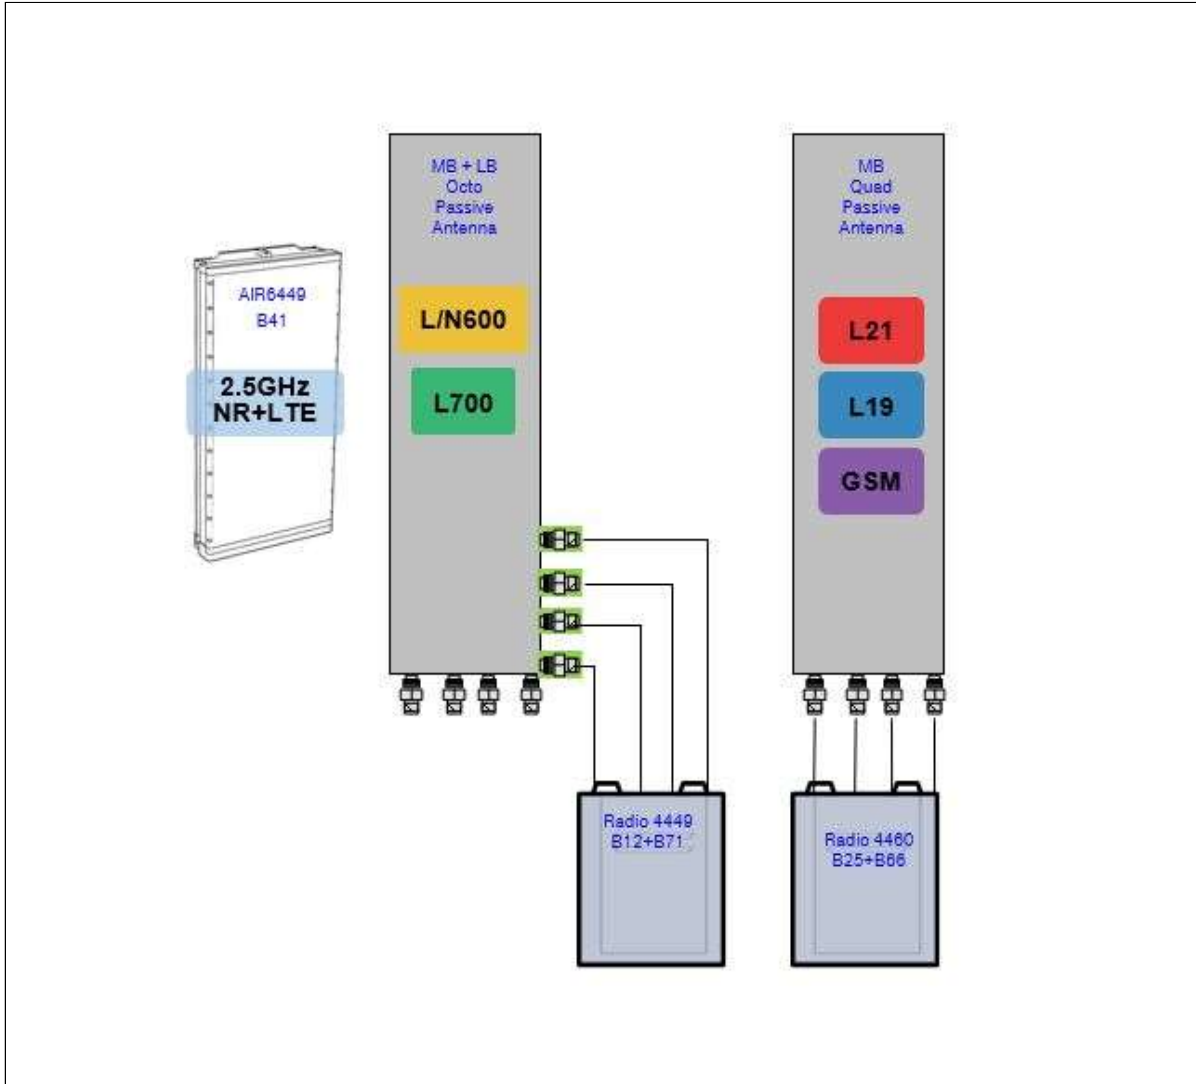 AIR6449
B41
2.5GHz
NR+LTE
MB + LB
Octo
Passive
Antenna
L/N600
L700
MB
Quad
Passive
Antenna
L21
L19
GSM
Radio 4449
B12+B71
Radio 4460
B25+B66